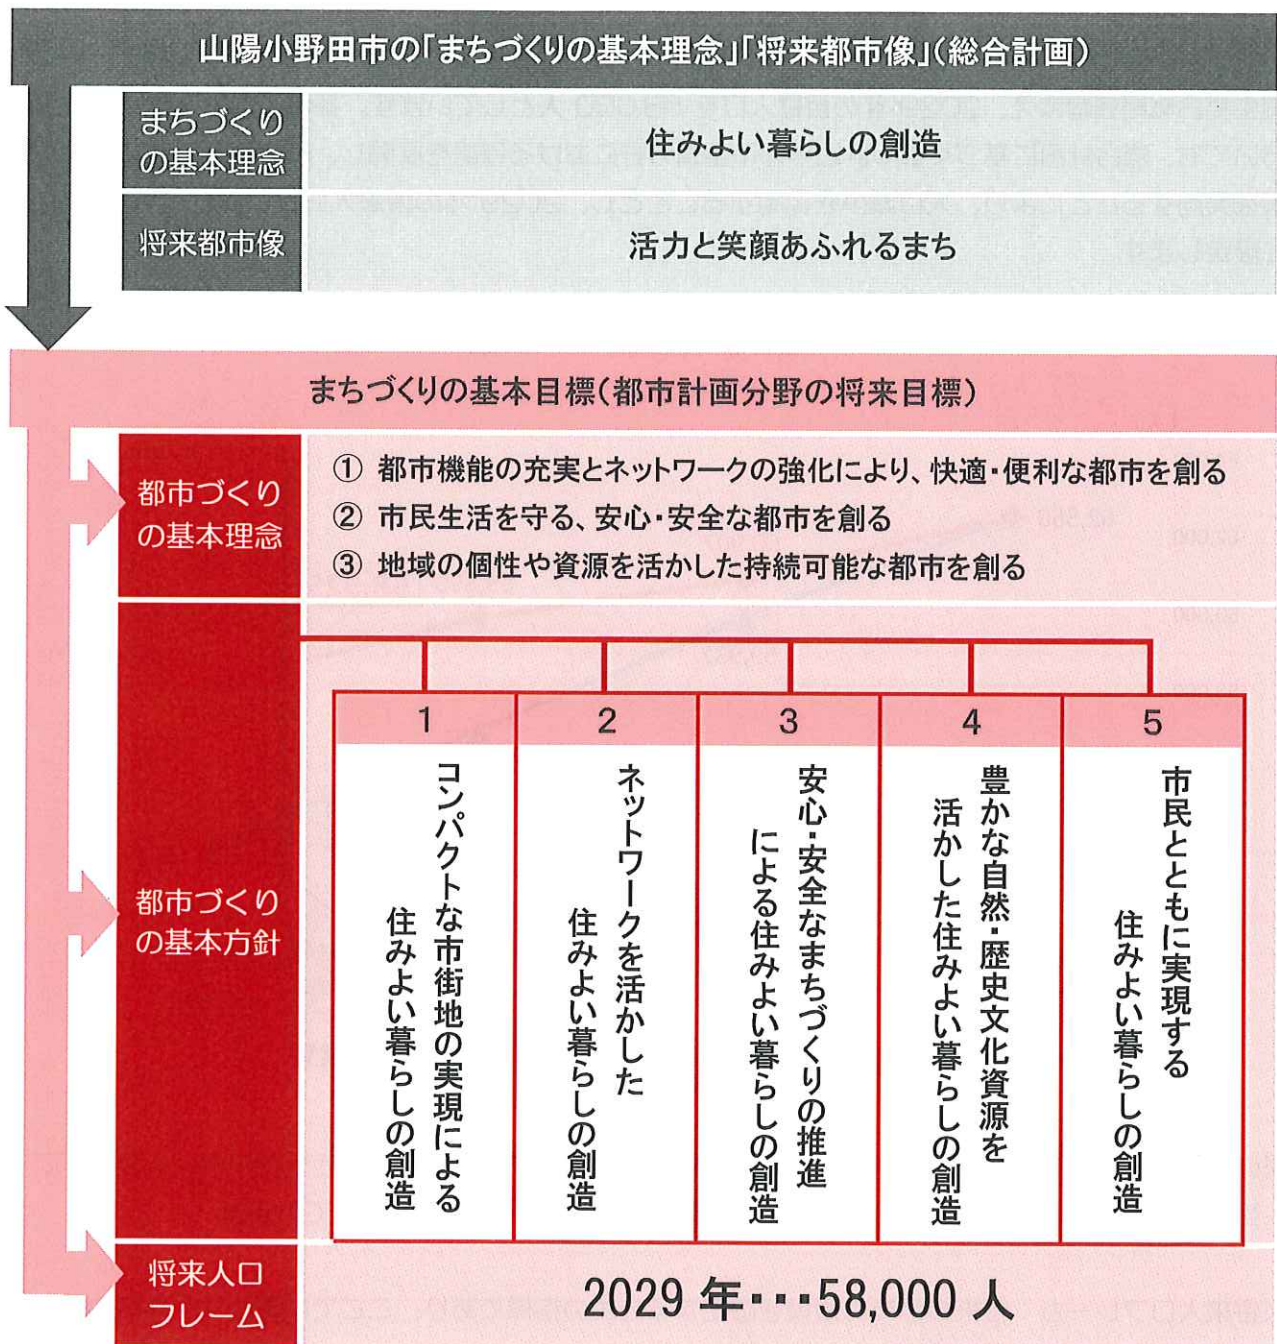 山陽小野田市の｢まちづくりの基本理念｣｢将来都市像｣(総合計画)
まちづくり
の基本理念
住みよい暮らしの創造
将来都市像
活力と笑顔あふれるまち
まちづくりの基本目標(都市計画分野の将来目標)
都市づくり
の基本理念
① 都市機能の充実とネットワークの強化により、快適・便利な都市を創る
② 市民生活を守る、安心・安全な都市を創る
③ 地域の個性や資源を活かした持続可能な都市を創る
都市づくり
の基本方針
1
コンパクトな市街地の実現による
住みよい暮らしの創造
2
ネットワークを活かした
住みよい暮らしの創造
3
安心・安全なまちづくりの推進
による住みよい暮らしの創造
4
豊かな自然・歴史文化資源を
活かした住みよい暮らしの創造
5
市民とともに実現する
住みよい暮らしの創造
将来人口
フレーム
2029 年・・・58,000 人